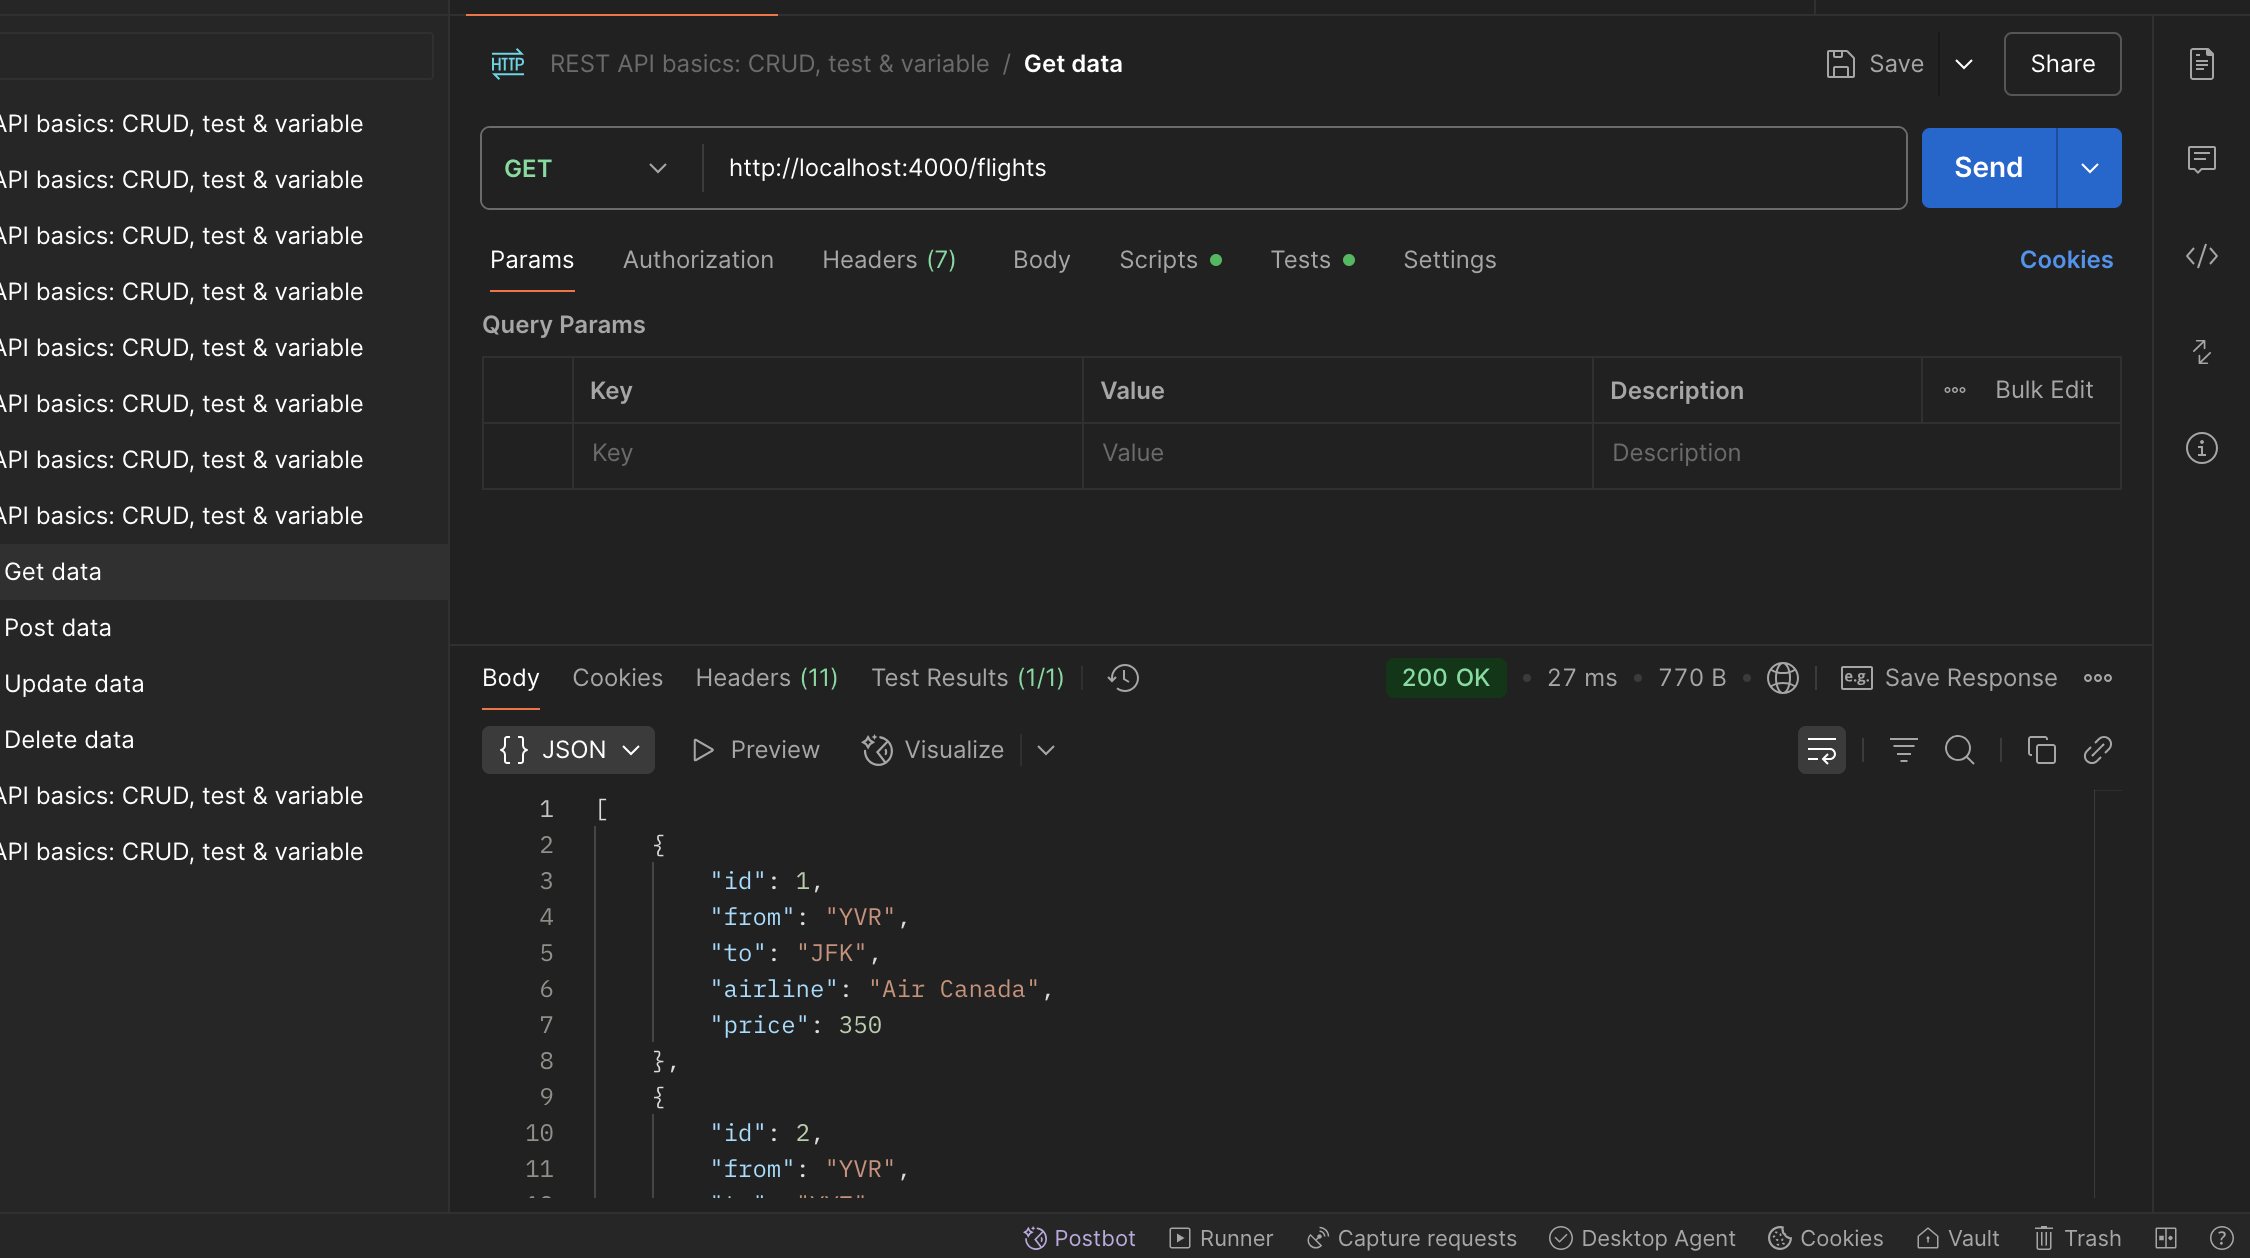 API basics: CRUD, test & variable
API basics: CRUD, test & variable
API basics: CRUD, test & variable
API basics: CRUD, test & variable
API basics: CRUD, test & variable
API basics: CRUD, test & variable
API basics: CRUD, test & variable
API basics: CRUD, test & variable
Get data
Post data
Update data
Delete data
API basics: CRUD, test & variable
API basics: CRUD, test & variable
HTTP REST API basics: CRUD, test & variable / Get data Save Share
GET http://localhost:4000/flights Send
Params Authorization Headers (7) Body Scripts Tests Settings Cookies
Query Params
Key Value Description Bulk Edit
Key Value Description
Body Cookies Headers (11) Test Results (1/1) 200 OK 27 ms 770 B e.g. Save Response
{} JSON Preview Visualize
1 [
2 {
3 "id": 1,
4 "from": "YVR",
5 "to": "JFK",
6 "airline": "Air Canada",
7 "price": 350
8 },
9 {
10 "id": 2,
11 "from": "YVR",
Postbot Runner Capture requests Desktop Agent Cookies Vault Trash